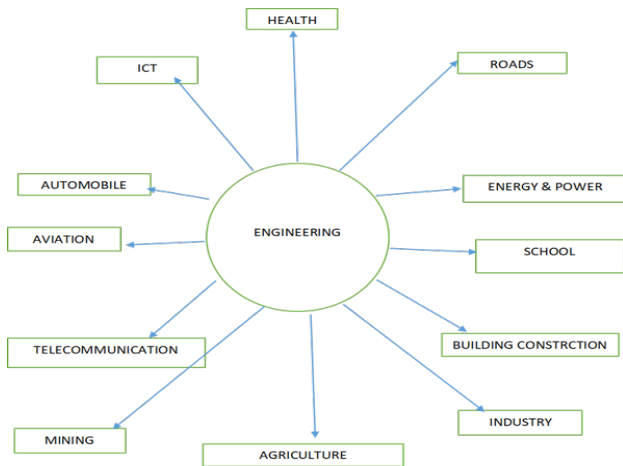 HEALTH
ICT
ROADS
AUTOMOBILE
ENERGY & POWER
AVIATION
ENGINEERING
SCHOOL
TELECOMMUNICATION
BUILDING CONSTRCTION
MINING
AGRICULTURE
INDUSTRY